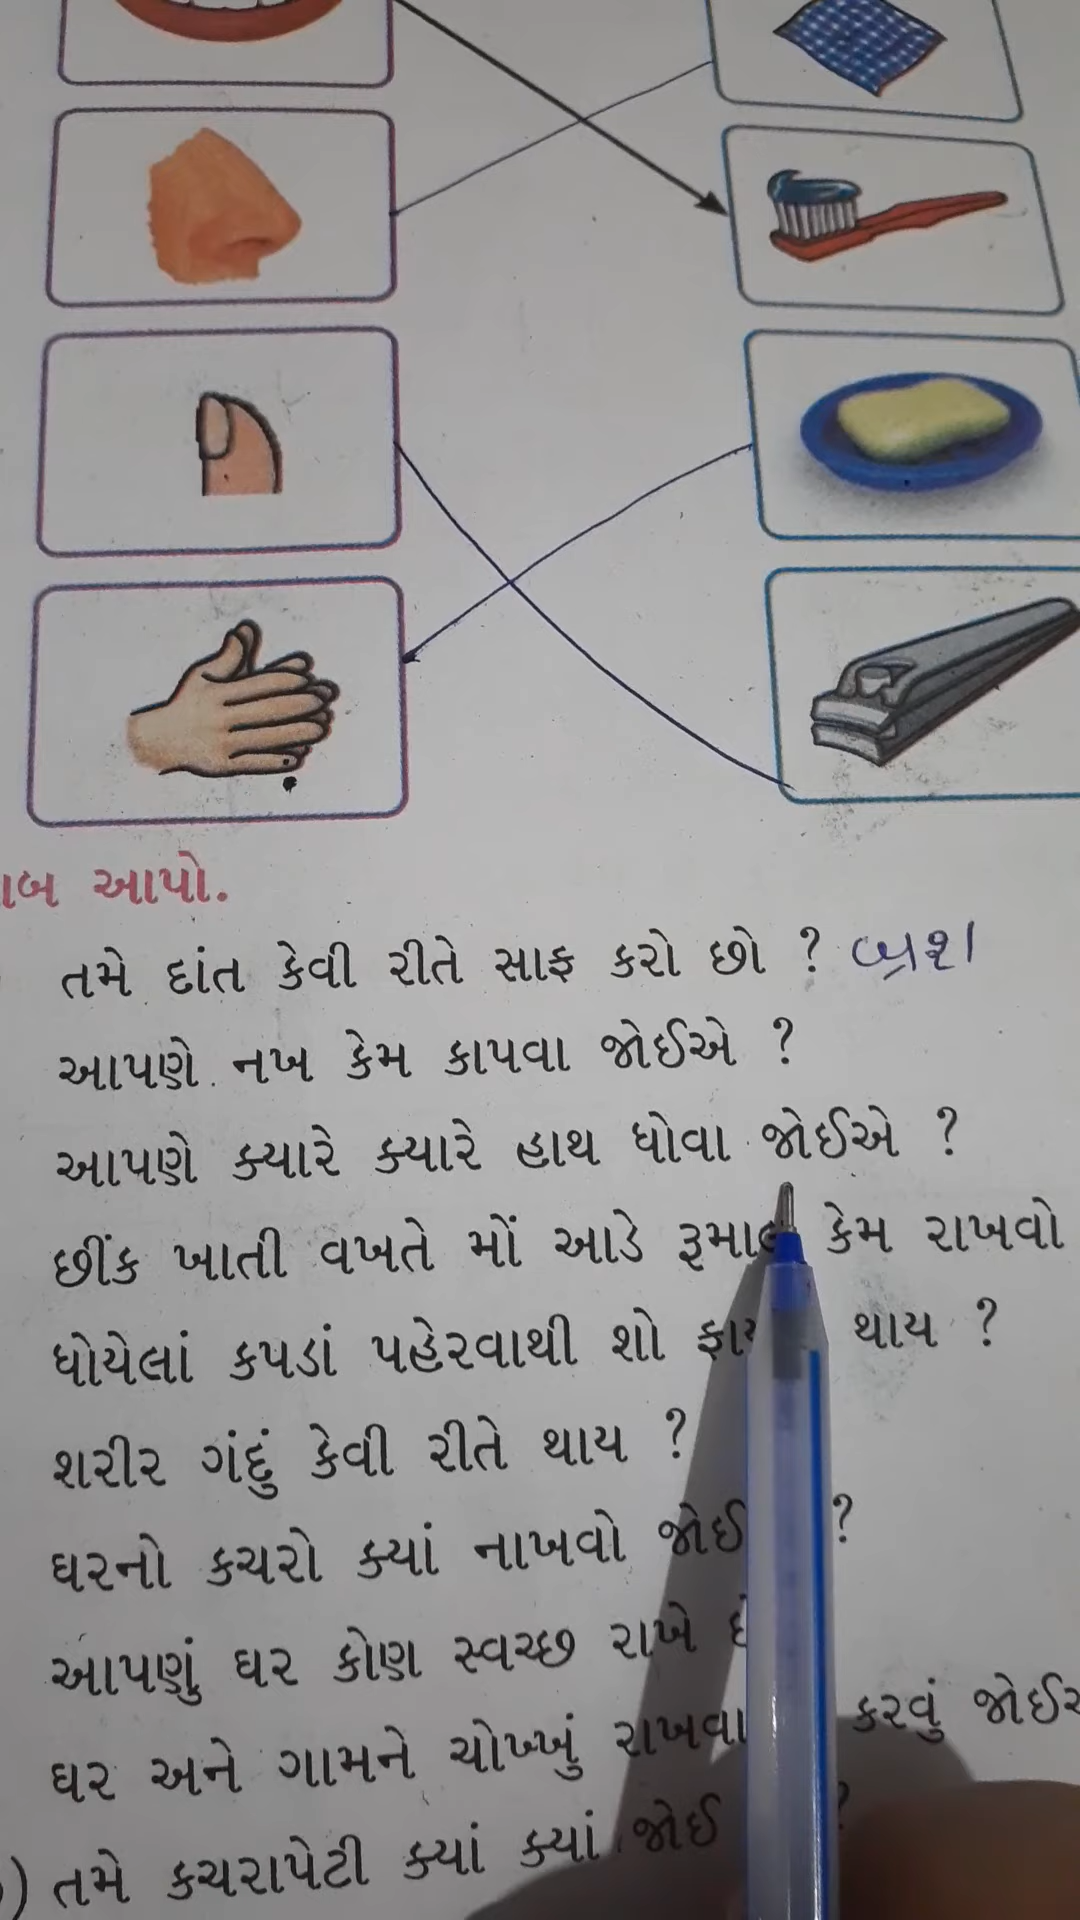 આપો.
તમે દાંત કેવી રીતે સાફ કરો છો ? બ્રશ
આપણે નખ કેમ કાપવા જોઈએ ?
આપણે ક્યારે ક્યારે હાથ ધોવા જોઈએ ?
છીંક ખાતી વખતે મોં આડે રૂમાલ કેમ રાખવો
ધોયેલાં કપડાં પહેરવાથી શો થાય ?
શરીર ગંદું કેવી રીતે થાય ?
ઘરનો કચરો ક્યાં નાખવો ?
આપણું ઘર કોણ સ્વચ્છ રાખે
ઘર અને ગામને ચોખ્ખું રાખવા કરવું
) તમે કચરાપેટી ક્યાં ક્યાં જોઈ ?